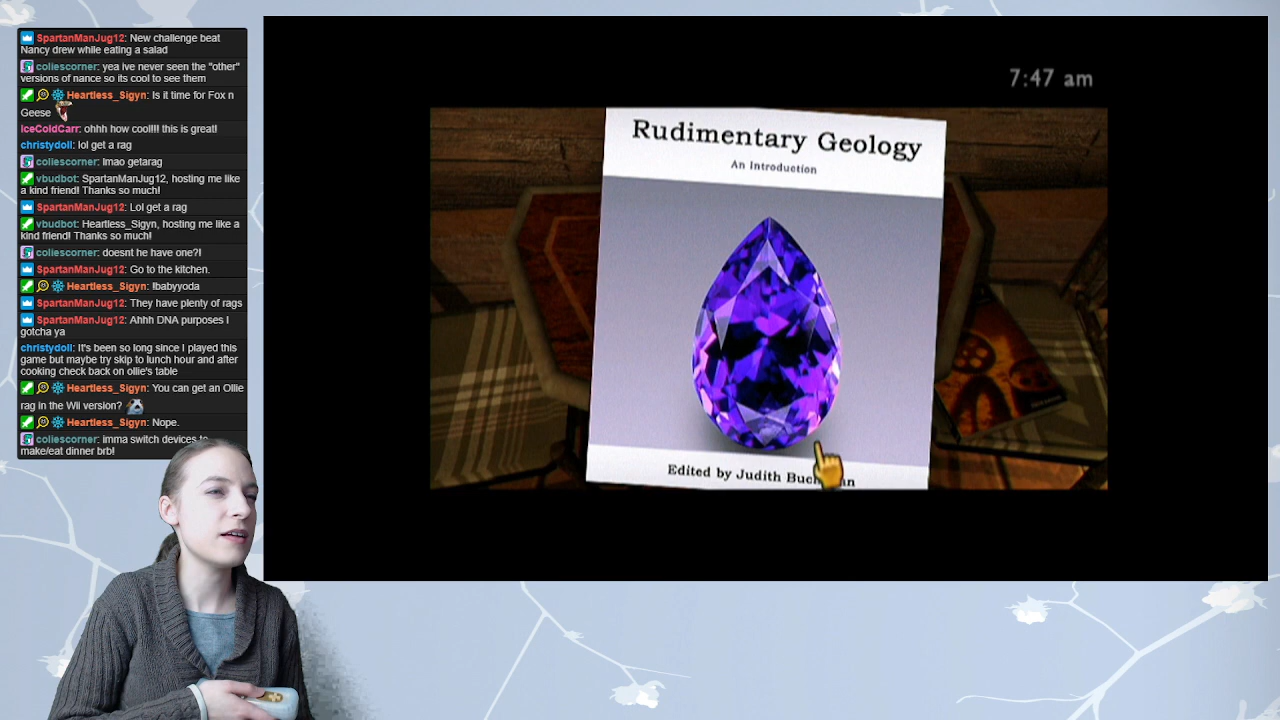 SpartanManJug12: New challenge beat
Nancy drew while eating a salad
coliescorner: yea ive never seen the "other"
versions of nance so its cool to see them
Heartless_Sigyn: Is it time for Fox n
Geese
IceColdCarr: ohhh how cool!!! this is great!
christydoll: lol get a rag
coliescorner: lmao getarag
vbudbot: SpartanManJug12, hosting me like
a kind friend! Thanks so much!
SpartanManJug12: Lol get a rag
vbudbot: Heartless_Sigyn, hosting me like a
kind friend! Thanks so much!
coliescorner: doesnt he have one?!
SpartanManJug12: Go to the kitchen.
Heartless_Sigyn: !babyyoda
SpartanManJug12: They have plenty of rags
SpartanManJug12: Ahhh DNA purposes I
gotcha ya
christydoll: It's been so long since I played this
game but maybe try skip to lunch hour and after
cooking check back on ollie's table
Heartless_Sigyn: You can get an Ollie
rag in the Wii version?
Heartless_Sigyn: Nope.
coliescorner: imma switch devices to
make/eat dinner brb!
7:47 am
Rudimentary Geology
An Introduction
Edited by Judith